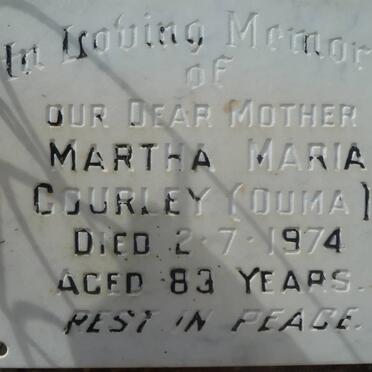 In Loving Memory
of
OUR DEAR MOTHER
MARTHA MARIA
GOURLEY (OUMA)
DIED 2·7·1974
AGED 83 YEARS.
REST IN PEACE.